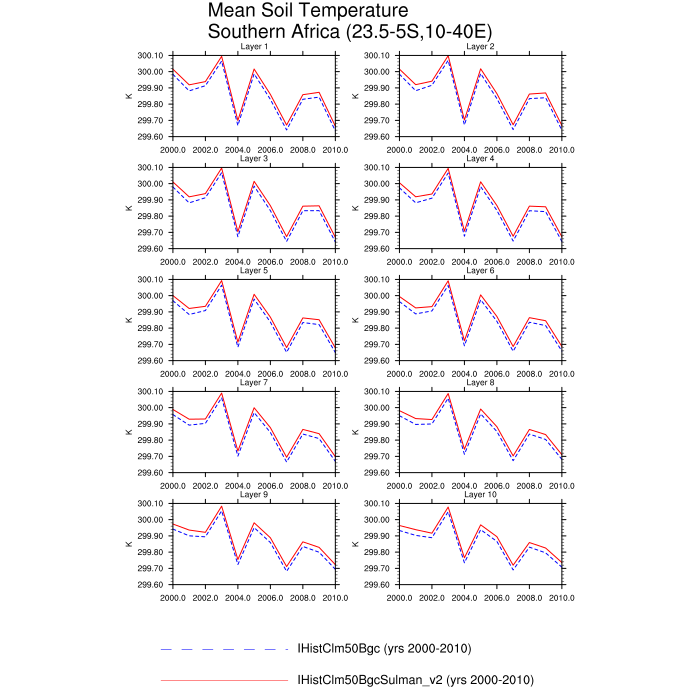 Mean Soil Temperature
Southern Africa (23.5-5S,10-40E)
Layer 1
Layer 2
300.10
300.00
299.90
299.80
299.70
299.60
K
2000.0 2002.0 2004.0 2006.0 2008.0 2010.0
300.10
300.00
299.90
299.80
299.70
299.60
K
2000.0 2002.0 2004.0 2006.0 2008.0 2010.0
Layer 3
Layer 4
300.10
300.00
299.90
299.80
299.70
299.60
K
2000.0 2002.0 2004.0 2006.0 2008.0 2010.0
300.10
300.00
299.90
299.80
299.70
299.60
K
2000.0 2002.0 2004.0 2006.0 2008.0 2010.0
Layer 5
Layer 6
300.10
300.00
299.90
299.80
299.70
299.60
K
2000.0 2002.0 2004.0 2006.0 2008.0 2010.0
300.10
300.00
299.90
299.80
299.70
299.60
K
2000.0 2002.0 2004.0 2006.0 2008.0 2010.0
Layer 7
Layer 8
300.10
300.00
299.90
299.80
299.70
299.60
K
2000.0 2002.0 2004.0 2006.0 2008.0 2010.0
300.10
300.00
299.90
299.80
299.70
299.60
K
2000.0 2002.0 2004.0 2006.0 2008.0 2010.0
Layer 9
Layer 10
300.10
300.00
299.90
299.80
299.70
299.60
K
2000.0 2002.0 2004.0 2006.0 2008.0 2010.0
300.10
300.00
299.90
299.80
299.70
299.60
K
2000.0 2002.0 2004.0 2006.0 2008.0 2010.0
IHistClm50Bgc (yrs 2000-2010)
IHistClm50BgcSulman_v2 (yrs 2000-2010)